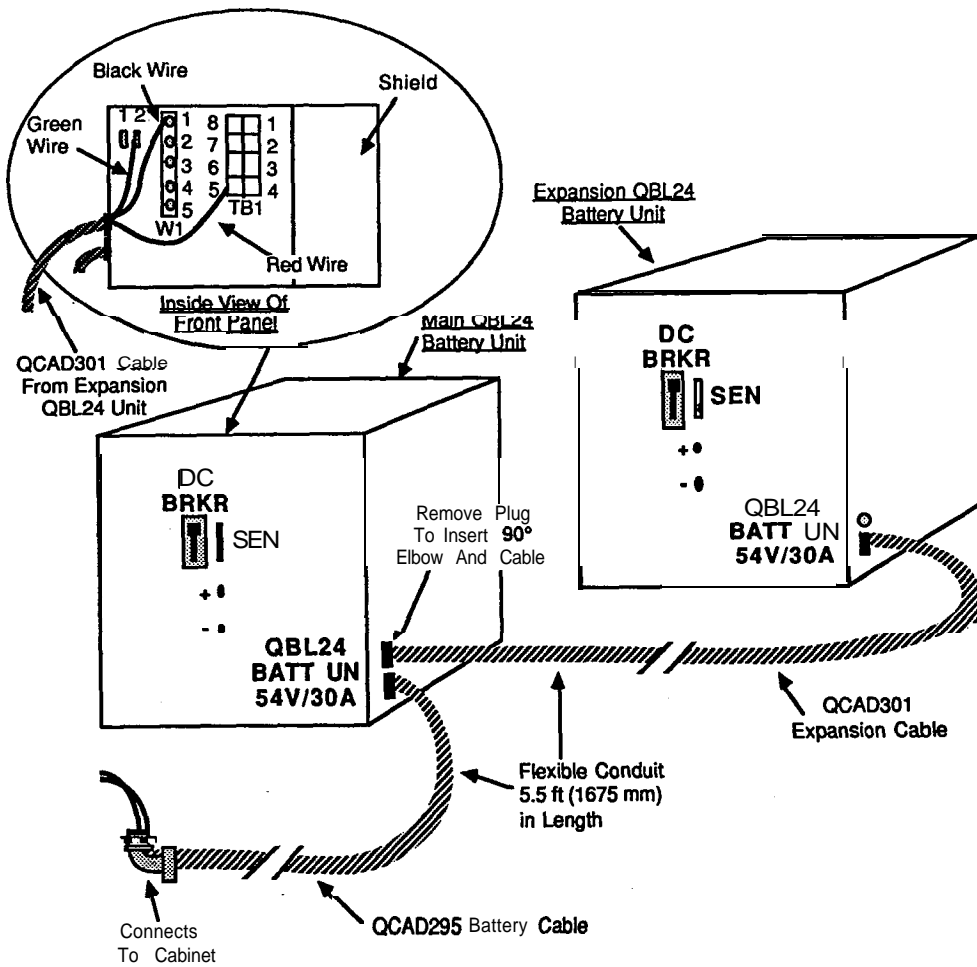 Black Wire
Shield
Green
Wire
1 2
1
2
3
4
5
W1
8
7
6
5
1
2
3
4
TB1
Red Wire
Inside View Of
Front Panel
QCAD301 Cable
From Expansion
QBL24 Unit
Main QBL24
Battery Unit
Expansion QBL24
Battery Unit
DC
BRKR
SEN
+
-
QBL24
BATT UN
54V/30A
DC
BRKR
SEN
+
-
QBL24
BATT UN
54V/30A
Remove Plug
To Insert 90°
Elbow And Cable
QCAD301
Expansion Cable
Flexible Conduit
5.5 ft (1675 mm)
in Length
QCAD295 Battery Cable
Connects
To Cabinet